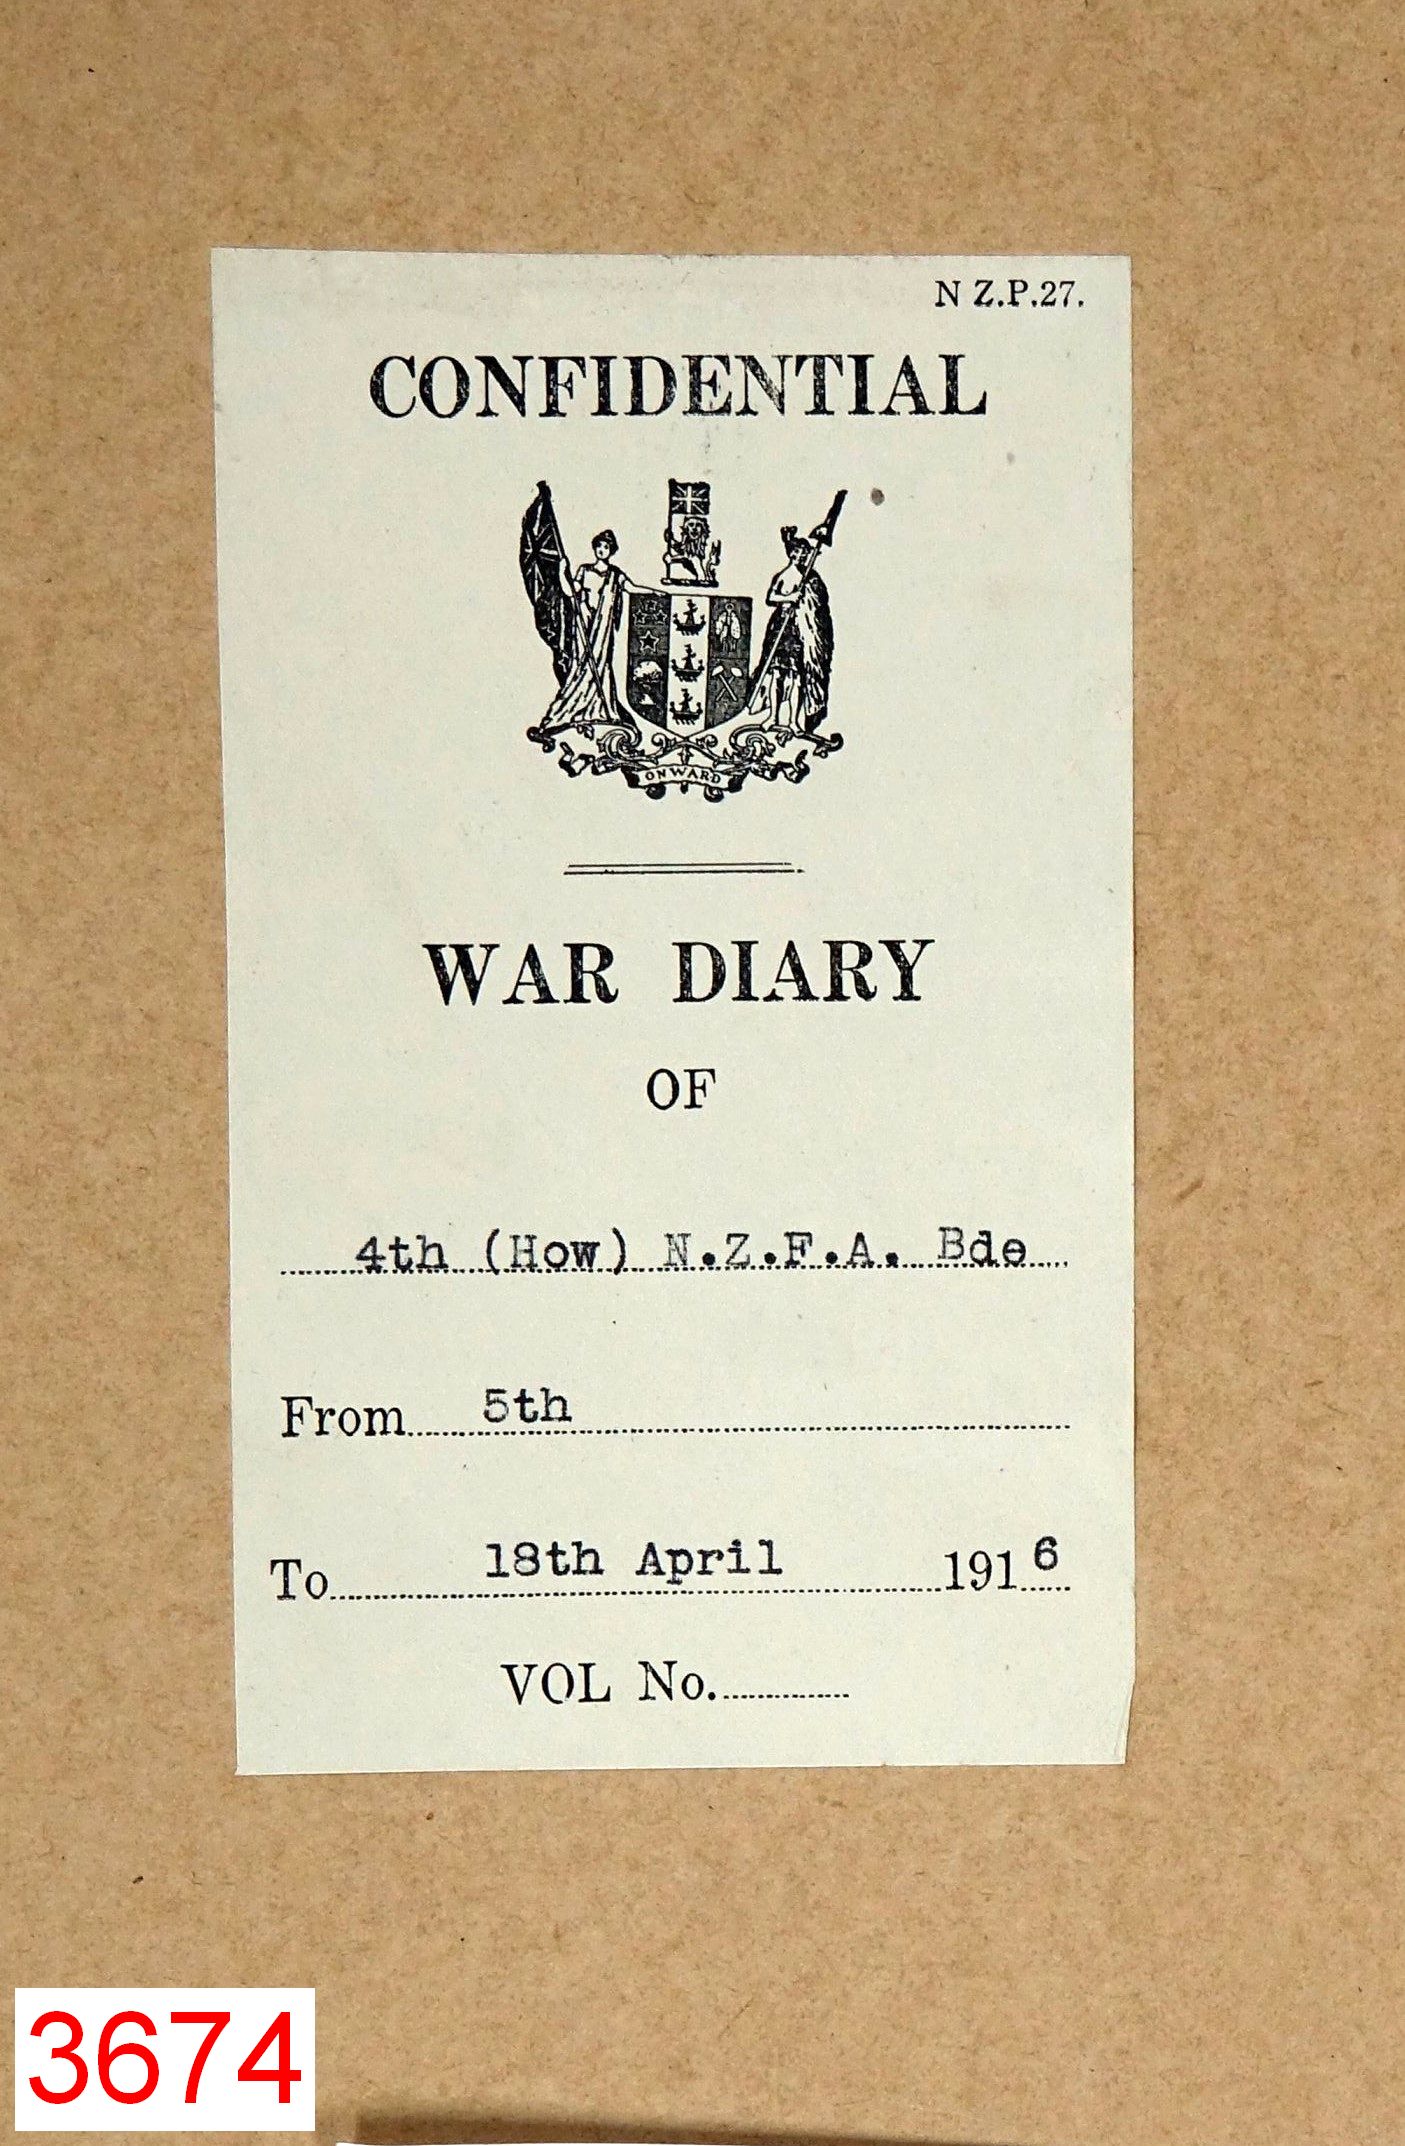 N Z.P.27.
CONFIDENTIAL
ONWARD
WAR DIARY
OF
4th (How) N.Z.F.A. Bde
From 5th
To 18th April 1916
VOL No.
3674